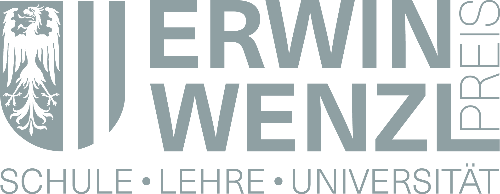 ERWIN
WENZL
PREIS
SCHULE • LEHRE • UNIVERSITÄT